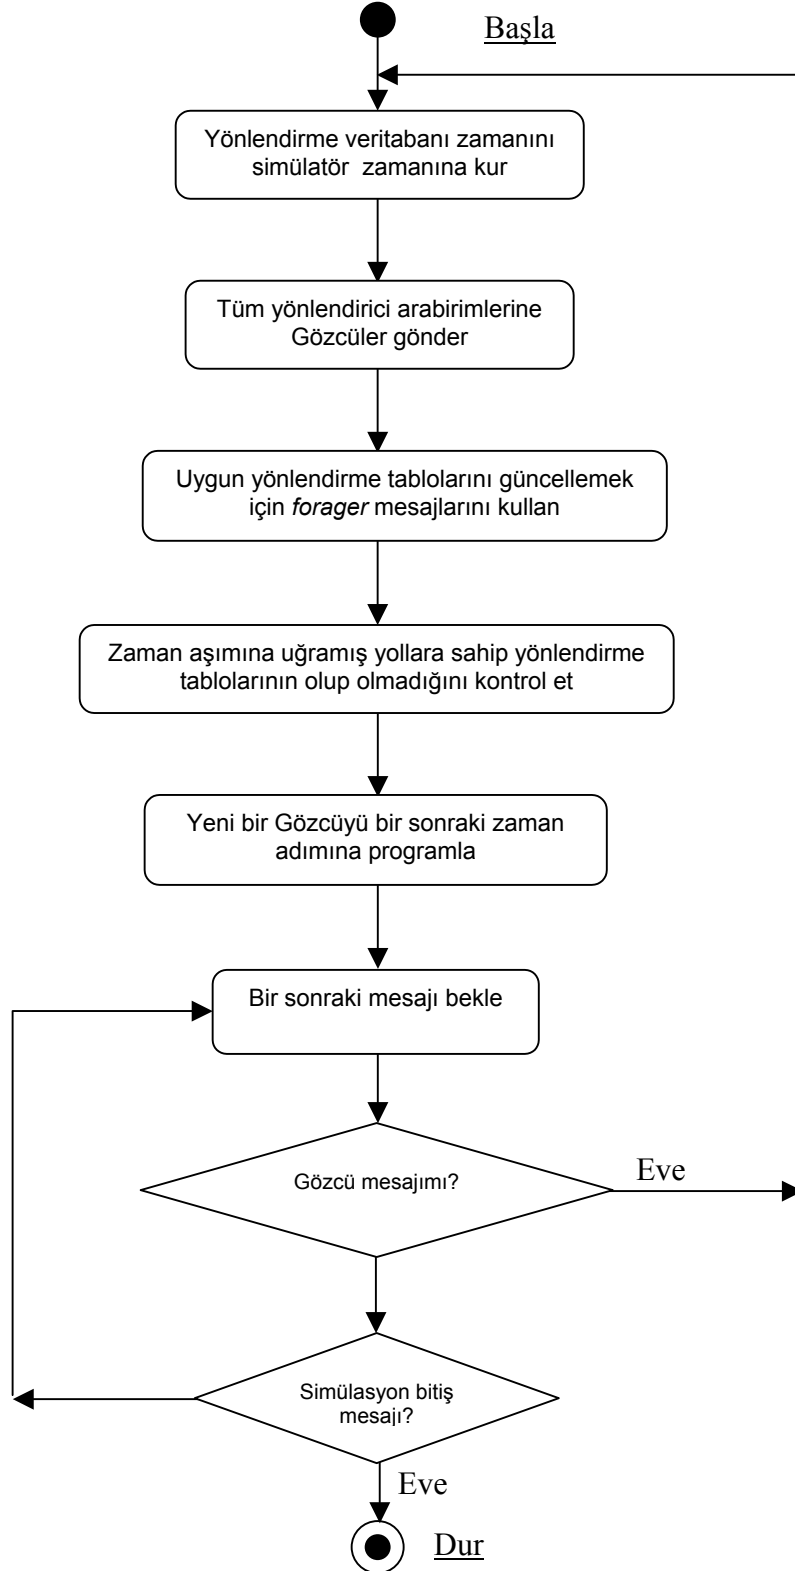 Başla
Yönlendirme veritabanı zamanını
simülatör zamanına kur
Tüm yönlendirici arabirimlerine
Gözcüler gönder
Uygun yönlendirme tablolarını güncellemek
için forager mesajlarını kullan
Zaman aşımına uğramış yollara sahip yönlendirme
tablolarının olup olmadığını kontrol et
Yeni bir Gözcüyü bir sonraki zaman
adımına programla
Bir sonraki mesajı bekle
Gözcü mesajımı?
Eve
Simülasyon bitiş
mesajı?
Eve
Dur